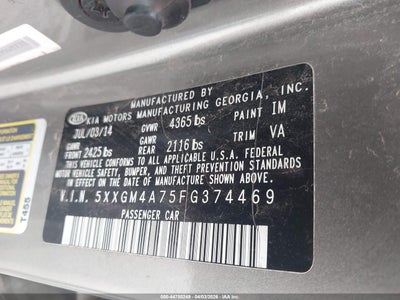 MANUFACTURED BY
KIA KIA MOTORS MANUFACTURING GEORGIA, INC.
JUL/03/14 GVWR 4365 lbs PAINT IM
GAWR FRONT 2425 lbs GAWR REAR 2116 lbs TRIM VA
THIS VEHICLE CONFORMS TO ALL APPLICABLE U.S.A. FEDERAL
MOTOR VEHICLE SAFETY, BUMPER, AND THEFT PREVENTION STANDARDS
IN EFFECT ON THE DATE OF MANUFACTURE SHOWN ABOVE.
V.I.N. 5XXGM4A75FG374469
PASSENGER CAR
T455